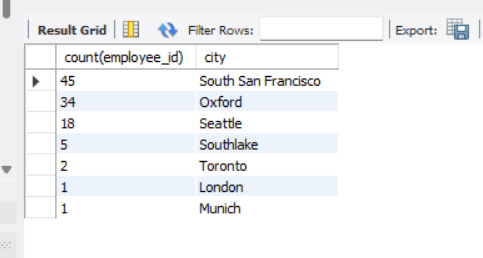 Result Grid Filter Rows: Export:
count(employee_id) city
45 South San Francisco
34 Oxford
18 Seattle
5 Southlake
2 Toronto
1 London
1 Munich